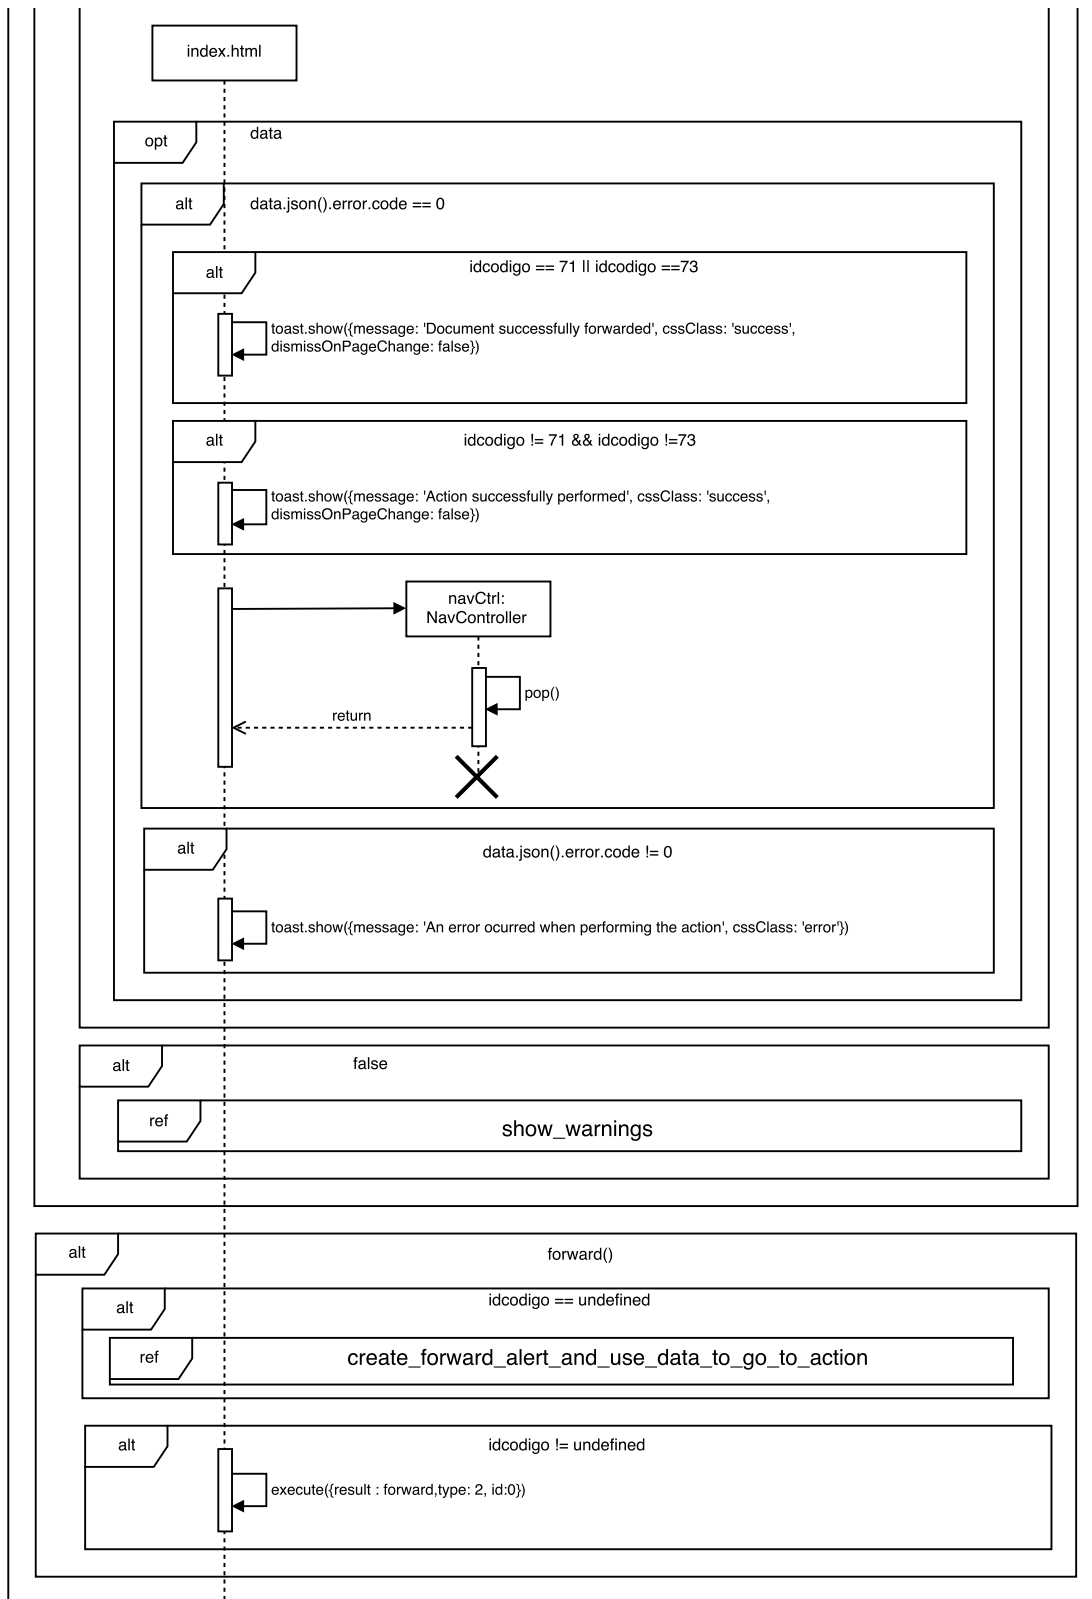 index.html
opt
data
alt
data.json().error.code == 0
alt
idcodigo == 71 || idcodigo ==73
toast.show({message: 'Document successfully forwarded', cssClass: 'success',
dismissOnPageChange: false})
alt
idcodigo != 71 && idcodigo !=73
toast.show({message: 'Action successfully performed', cssClass: 'success',
dismissOnPageChange: false})
navCtrl:
NavController
pop()
return
alt
data.json().error.code != 0
toast.show({message: 'An error ocurred when performing the action', cssClass: 'error'})
alt
false
ref
show_warnings
alt
forward()
alt
idcodigo == undefined
ref
create_forward_alert_and_use_data_to_go_to_action
alt
idcodigo != undefined
execute({result : forward,type: 2, id:0})